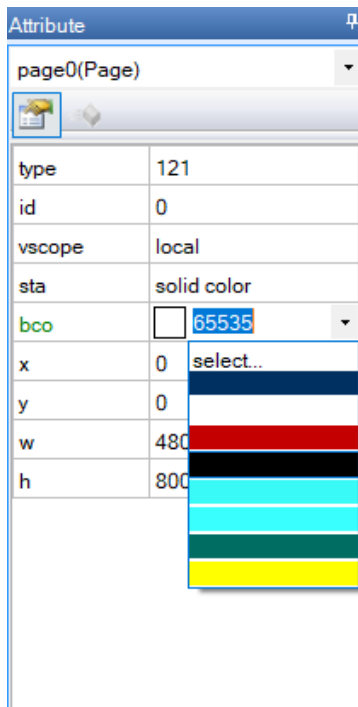 Attribute
page0(Page)
type 121
id 0
vscope local
sta solid color
bco 65535
x 0 select...
y 0
w 480
h 800